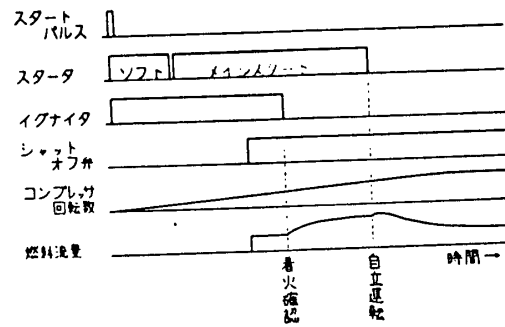 スタート
パルス
スタータ
ソフト
メインスタート
イグナイタ
シャット
オフ弁
コンプレッサ
回転数
燃料流量
時間→
着火確認
自立運転